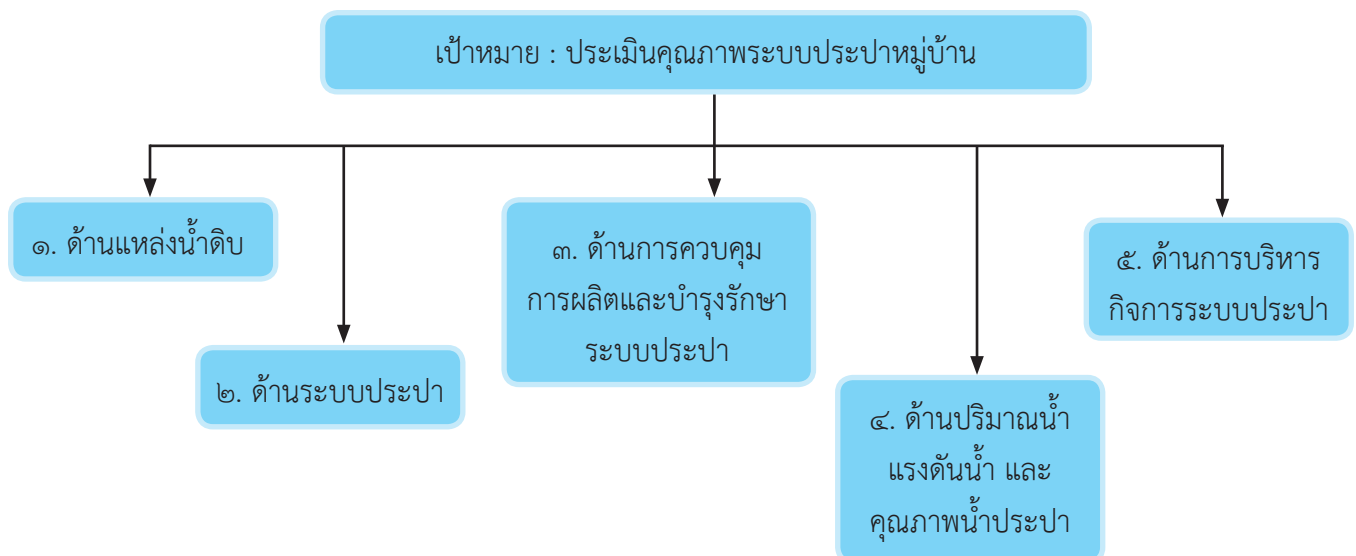 เป้าหมาย : ประเมินคุณภาพระบบประปาหมู่บ้าน
๑. ด้านแหล่งน้ำดิบ
๒. ด้านระบบประปา
๓. ด้านการควบคุม
การผลิตและบำรุงรักษา
ระบบประปา
๔. ด้านปริมาณน้ำ
แรงดันน้ำ และ
คุณภาพน้ำประปา
๕. ด้านการบริหาร
กิจการระบบประปา